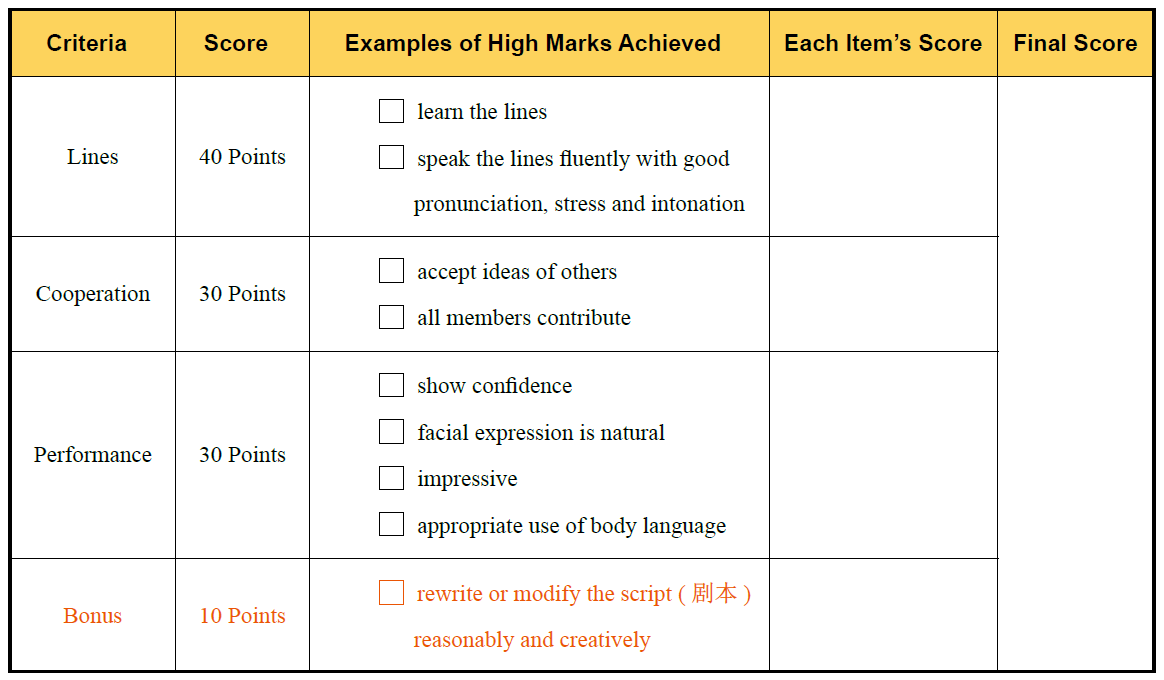 Criteria Score Examples of High Marks Achieved Each Item’s Score Final Score
Lines 40 Points
learn the lines
speak the lines fluently with good
pronunciation, stress and intonation
Cooperation 30 Points
accept ideas of others
all members contribute
Performance 30 Points
show confidence
facial expression is natural
impressive
appropriate use of body language
Bonus 10 Points
rewrite or modify the script ( 剧本 )
reasonably and creatively